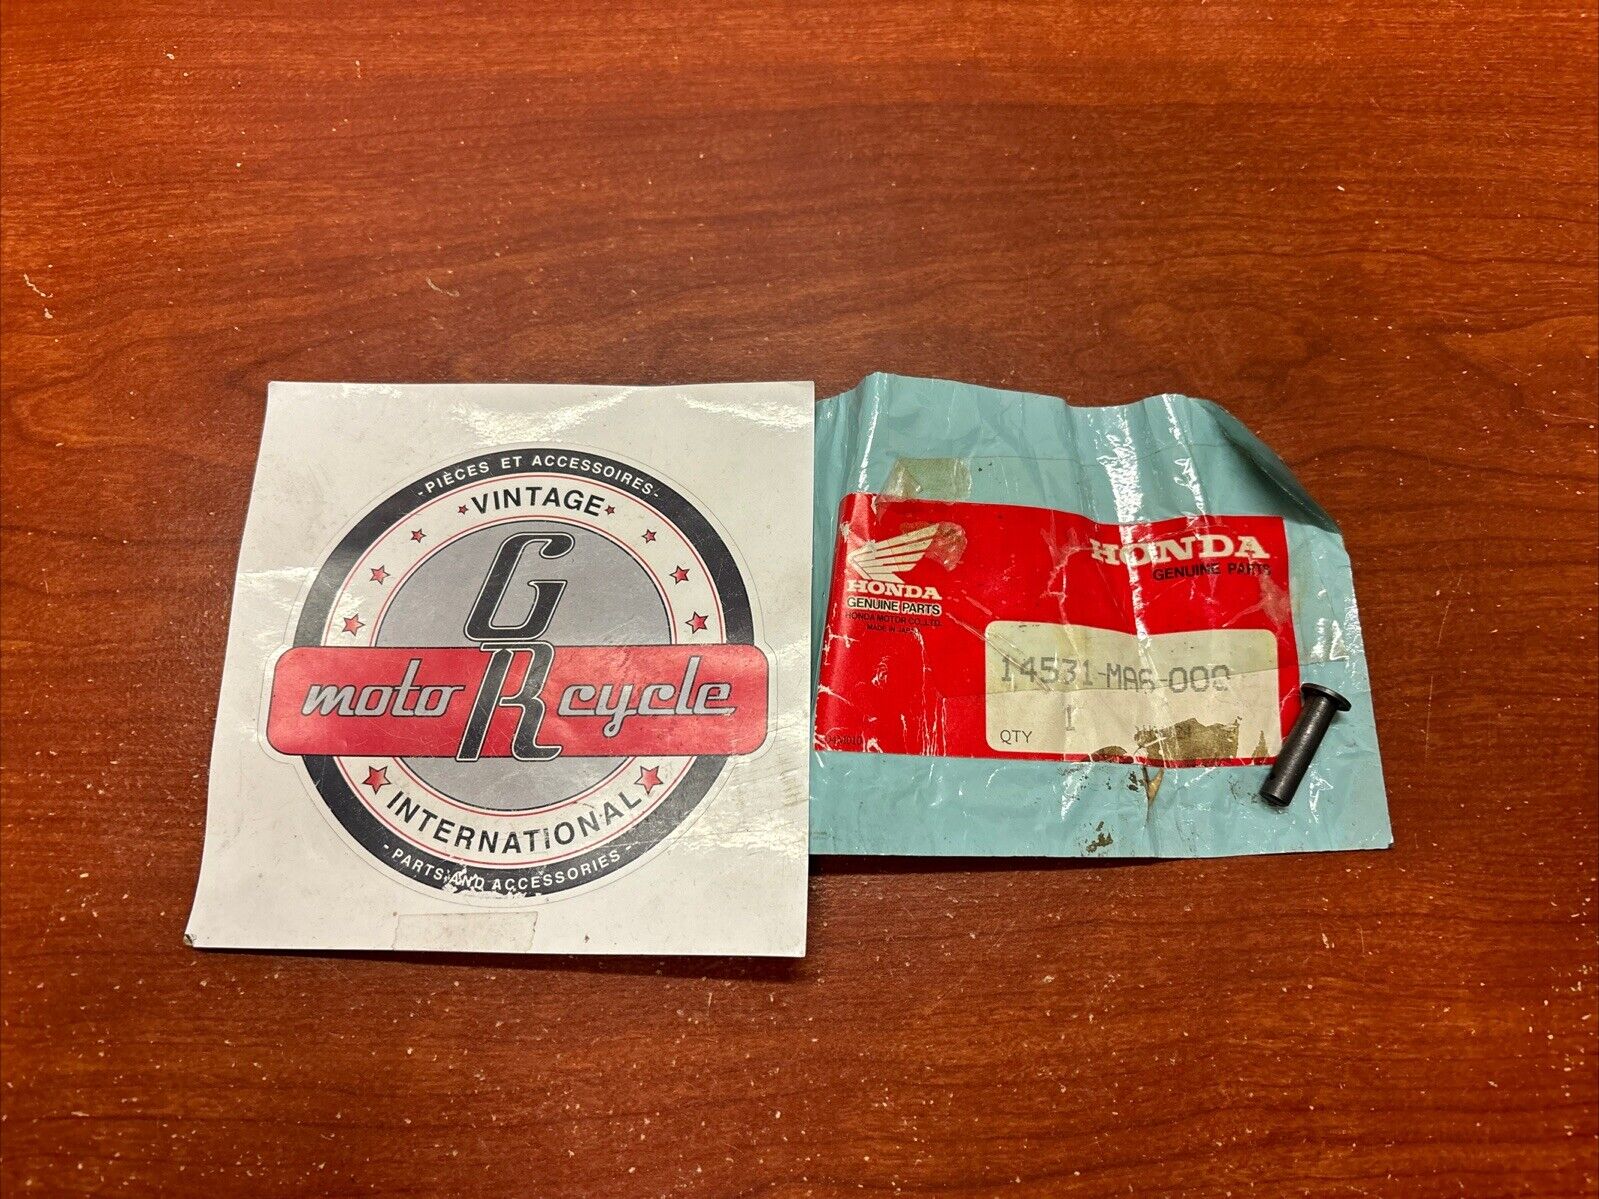 -PIÈCES ET ACCESSOIRES-
VINTAGE
GR
moto cycle
INTERNATIONAL
-PARTS AND ACCESSORIES-
HONDA
GENUINE PARTS
HONDA MOTOR CO.,LTD.
MADE IN JAPAN
HONDA
GENUINE PARTS
14531-MA6-000
QTY 1